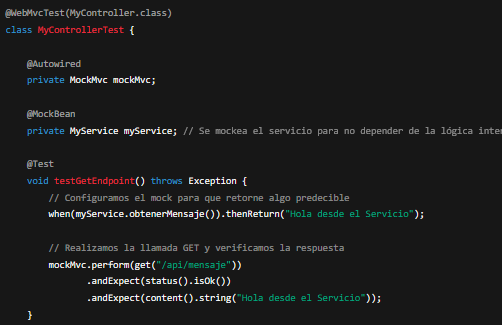 @WebMvcTest(MyController.class)
class MyControllerTest {
@Autowired
private MockMvc mockMvc;
@MockBean
private MyService myService; // Se mockea el servicio para no depender de la lógica
@Test
void testGetEndpoint() throws Exception {
// Configuramos el mock para que retorne algo predecible
when(myService.obtenerMensaje()).thenReturn("Hola desde el Servicio");
// Realizamos la llamada GET y verificamos la respuesta
mockMvc.perform(get("/api/mensaje"))
.andExpect(status().isOk())
.andExpect(content().string("Hola desde el Servicio"));
}